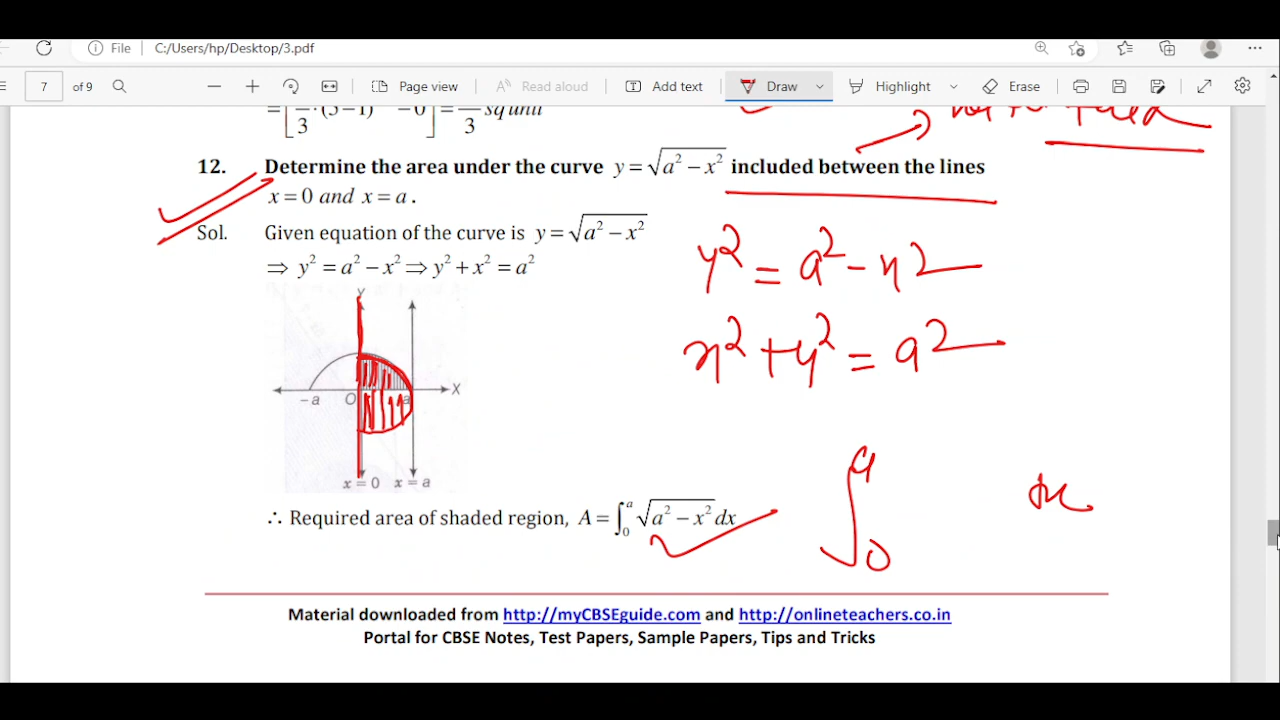 File C:/Users/hp/Desktop/3.pdf
7 of 9 Page view Read aloud Add text Draw Highlight Erase
3 3
12. Determine the area under the curve y = √(a² − x²) included between the lines
x = 0 and x = a .
Sol. Given equation of the curve is y = √(a² − x²)
⇒ y² = a² − x² ⇒ y² + x² = a²
y² = a² − x²
x² + y² = a²
Y
−a O a X
x = 0 x = a
∴ Required area of shaded region, A = ∫₀ᵃ √(a² − x²) dx
∫₀ᵃ
Material downloaded from http://myCBSEguide.com and http://onlineteachers.co.in
Portal for CBSE Notes, Test Papers, Sample Papers, Tips and Tricks